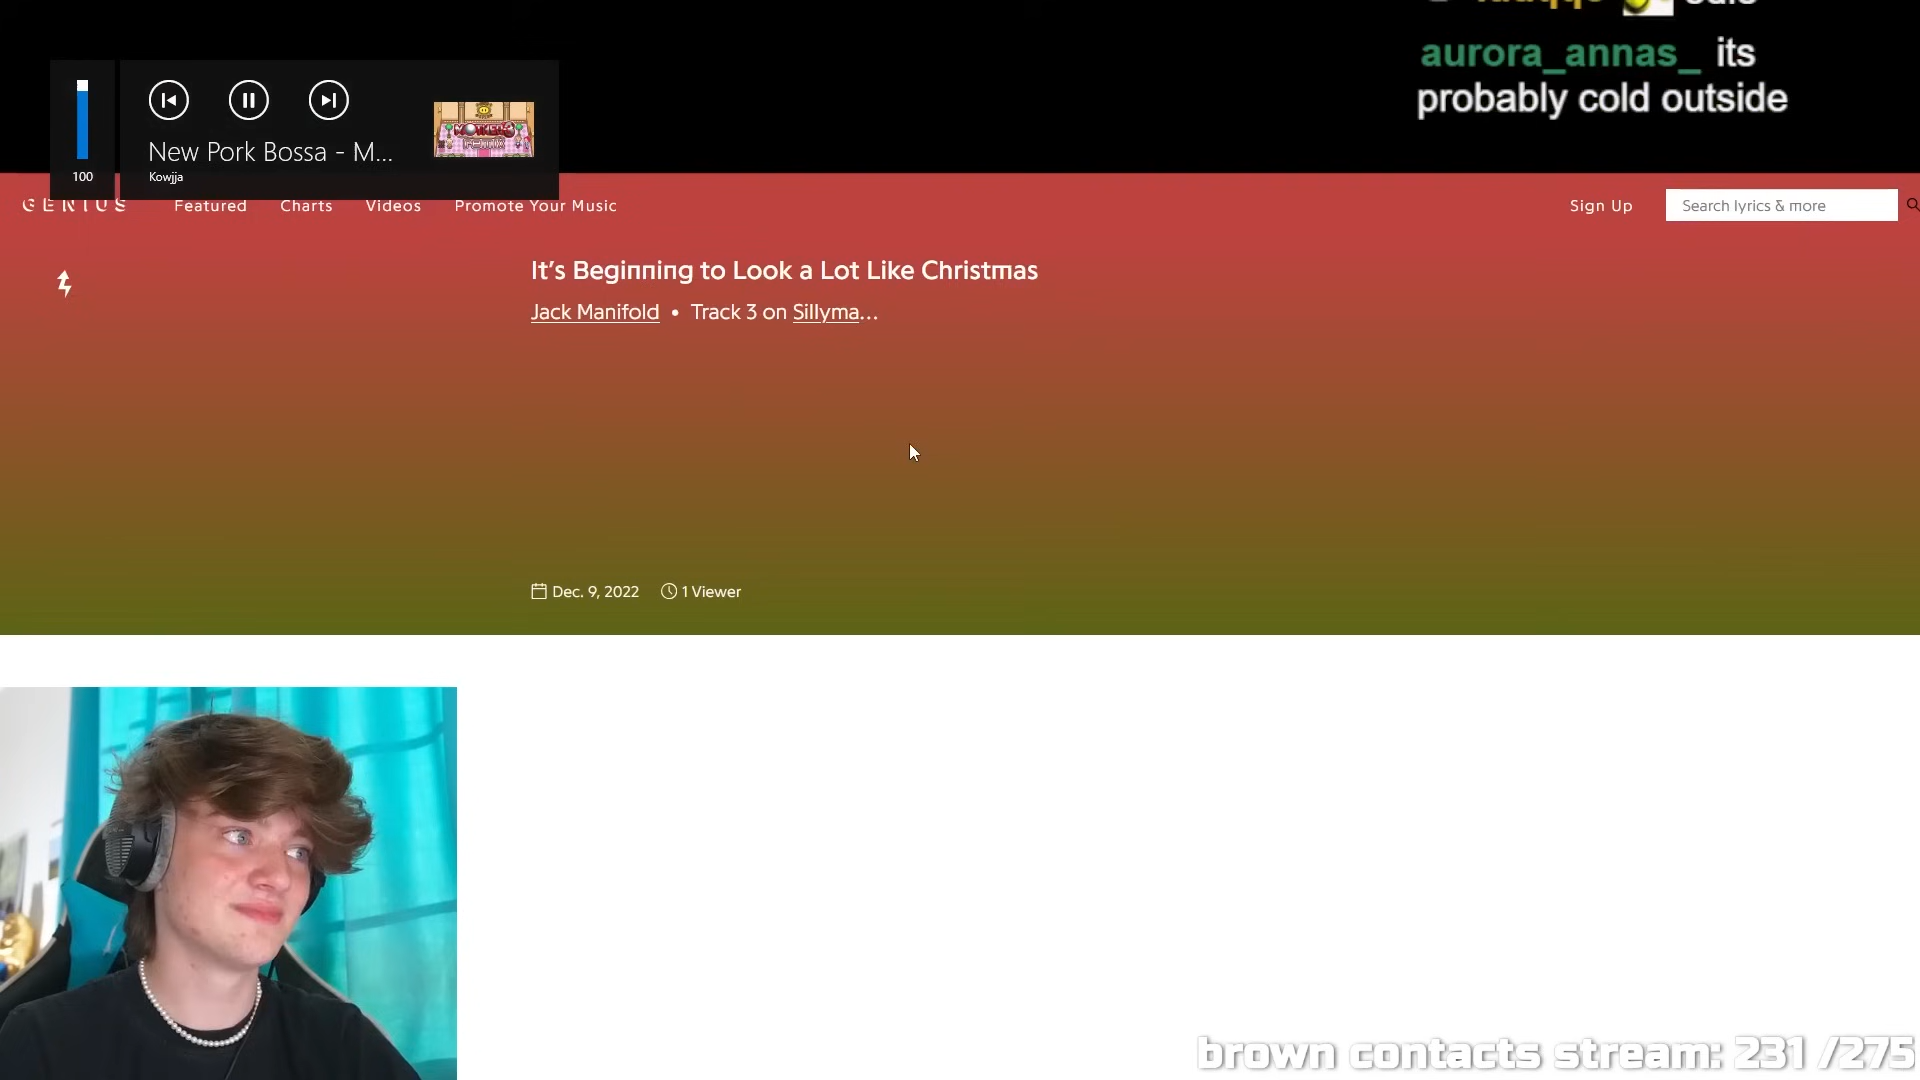 aurora_annas_ its
probably cold outside
New Pork Bossa - M...
Kowjja
100
GENIUS
Featured
Charts
Videos
Promote Your Music
Sign Up
Search lyrics & more
It's Beginning to Look a Lot Like Christmas
Jack Manifold • Track 3 on Sillyma...
Dec. 9, 2022
1 Viewer
brown contacts stream: 231 /275